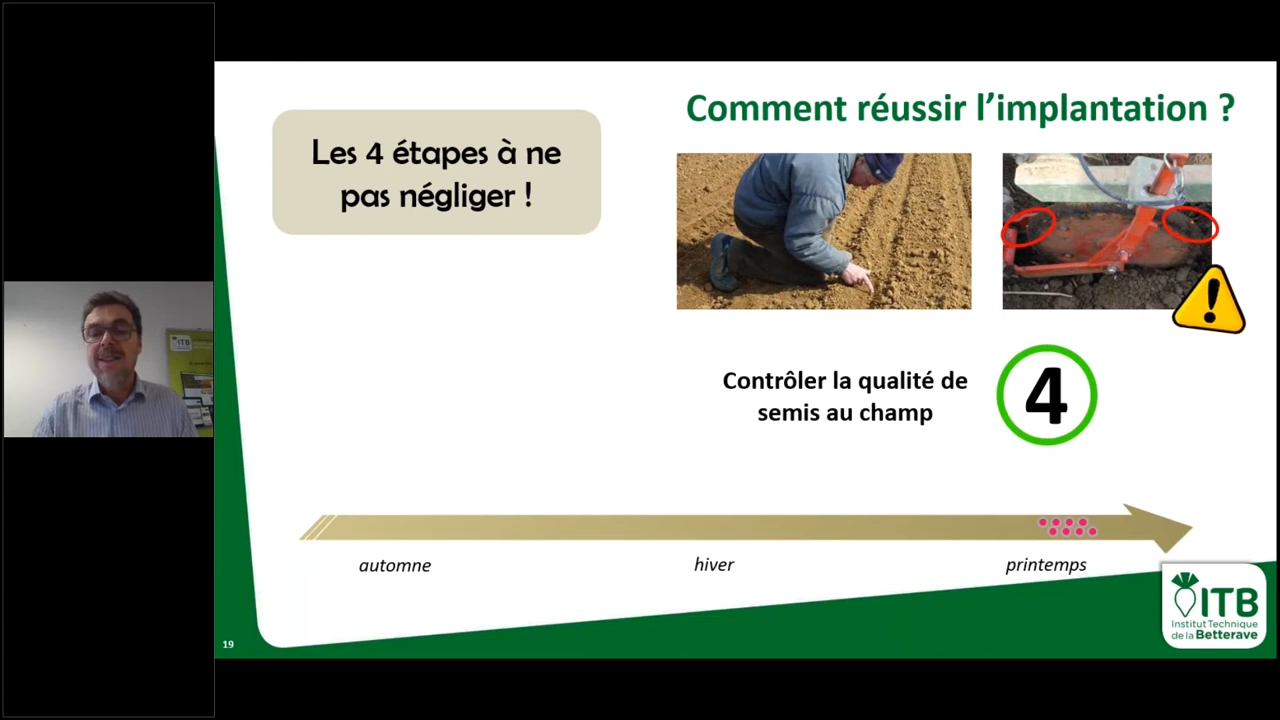 Comment réussir l’implantation ?
Les 4 étapes à ne
pas négliger !
Contrôler la qualité de
semis au champ
4
automne
hiver
printemps
19
ITB
Institut Technique
de la Betterave
ITB